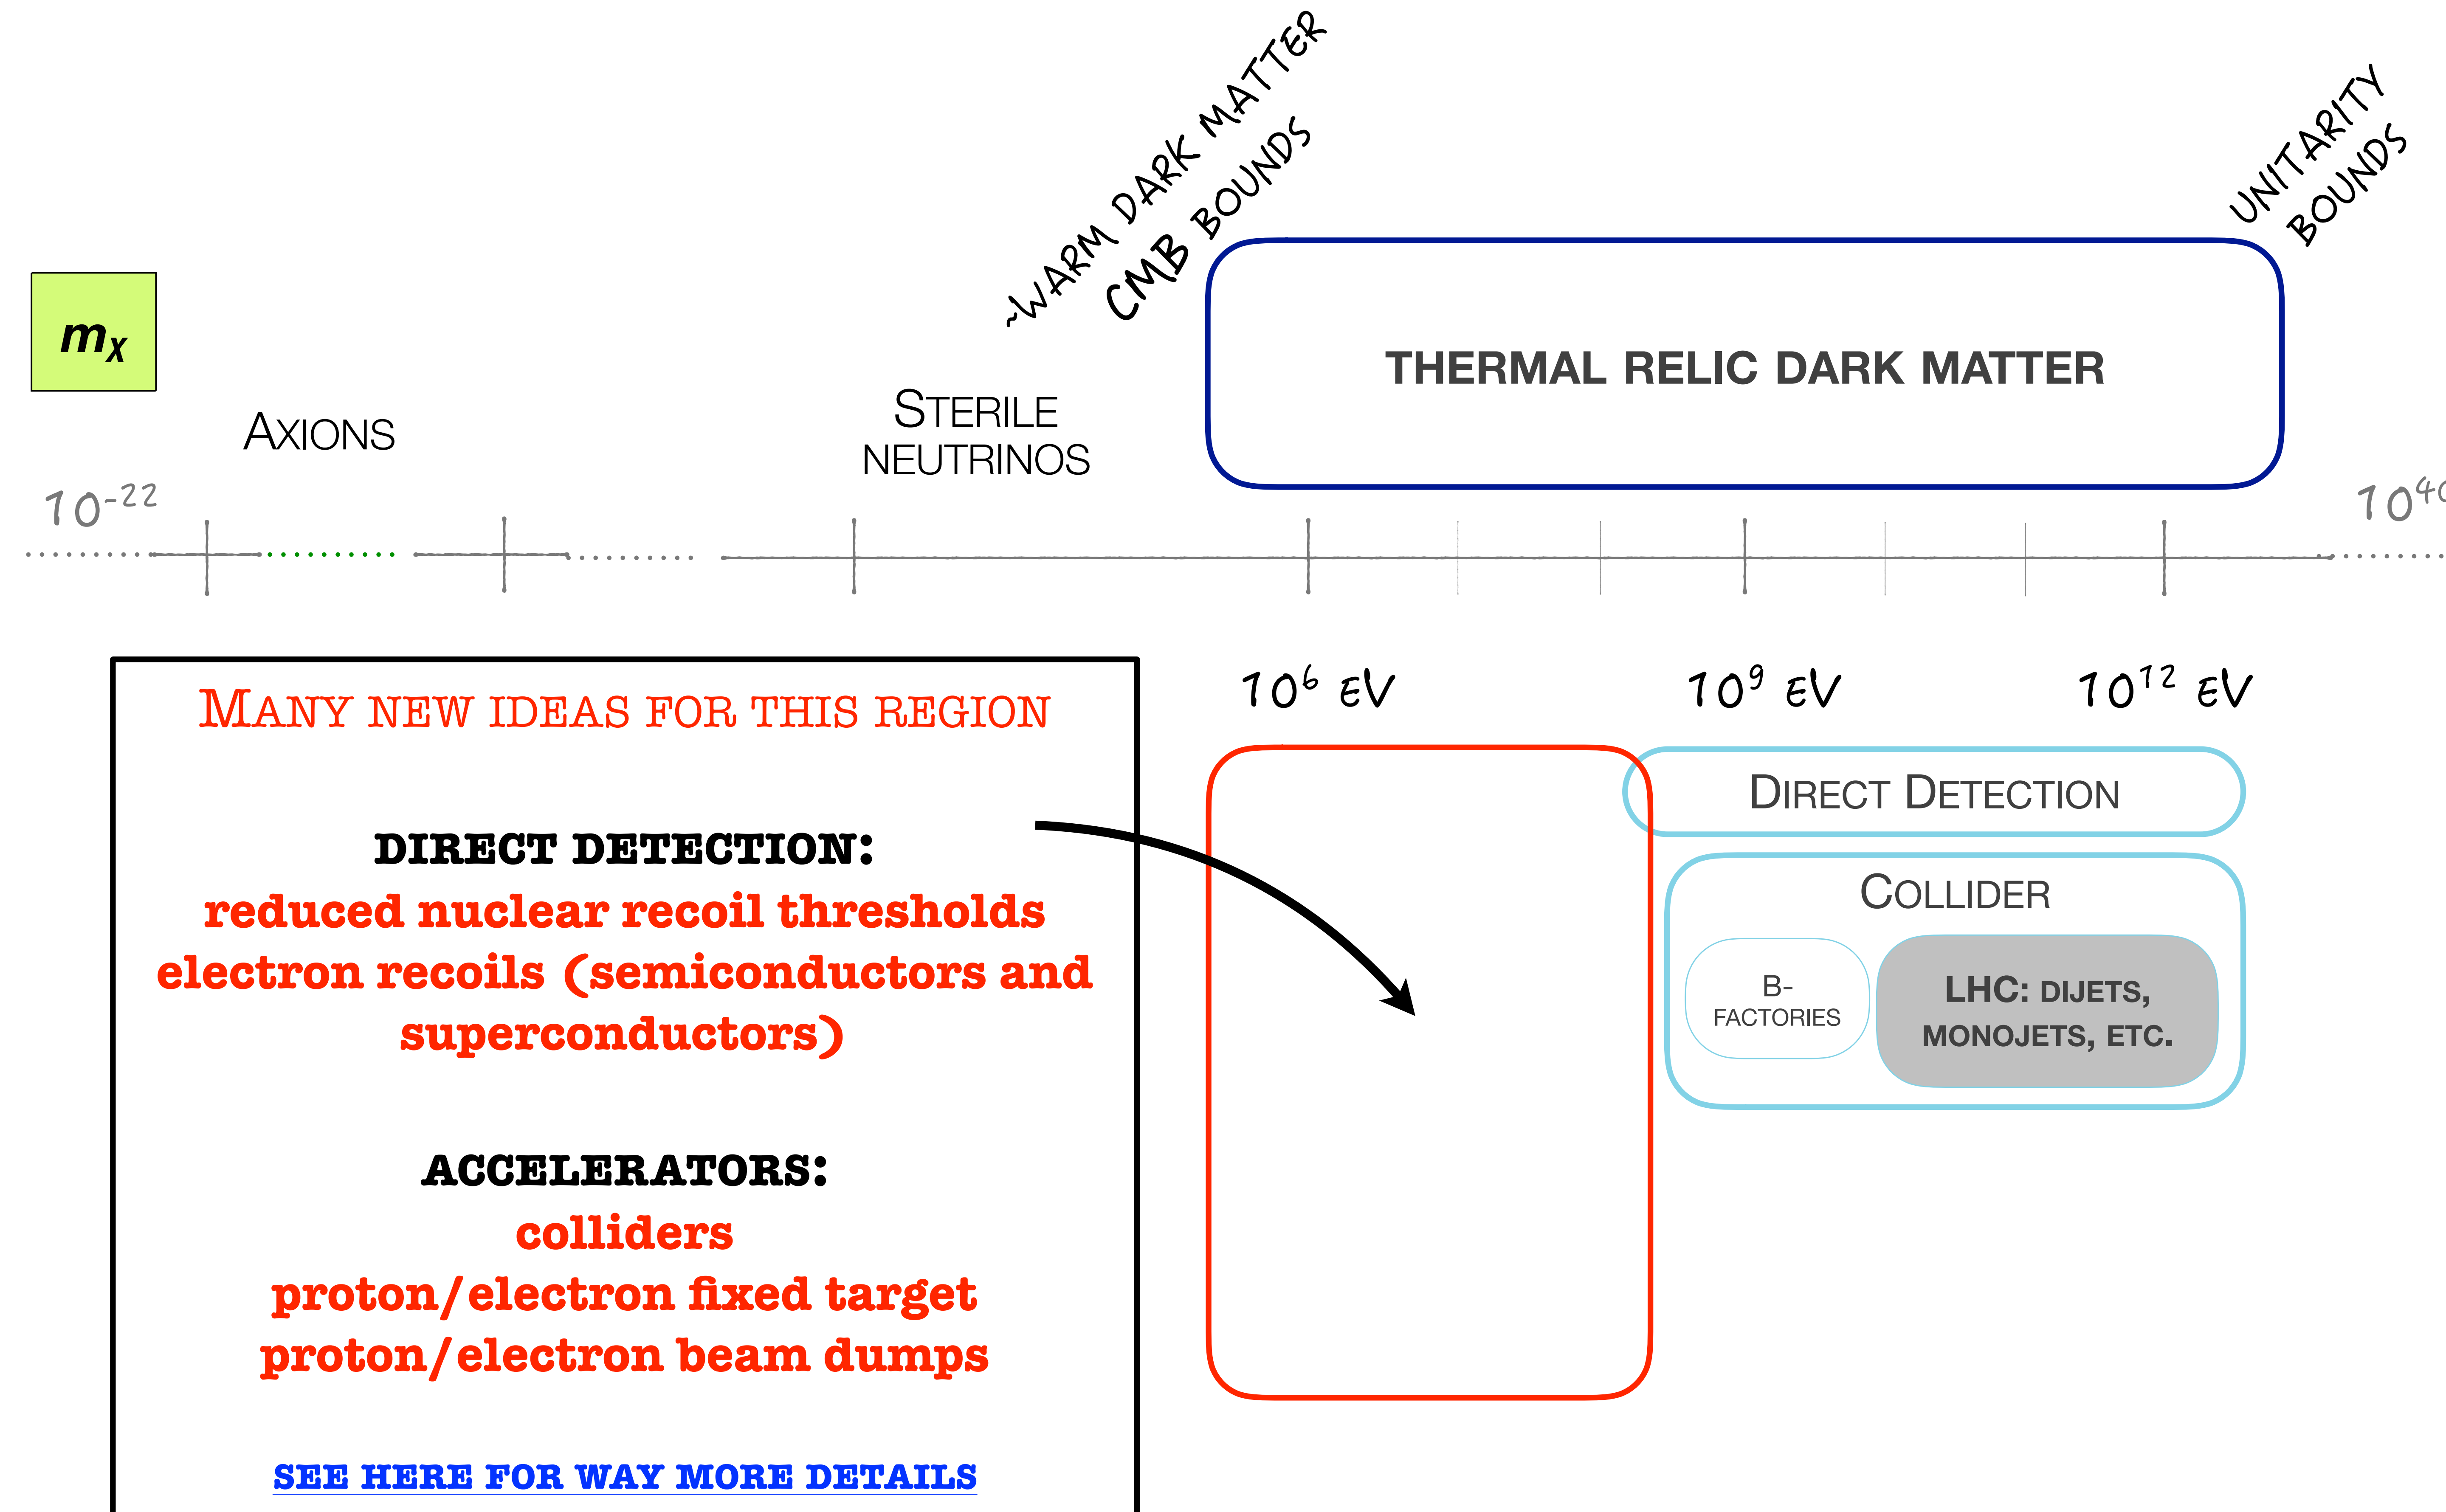 ~WARM DARK MATTER
CMB BOUNDS
UNITARITY
BOUNDS
mχ
THERMAL RELIC DARK MATTER
AXIONS
STERILE
NEUTRINOS
10⁻²²
10⁴⁰
10⁶ eV
10⁹ eV
10¹² eV
MANY NEW IDEAS FOR THIS REGION
DIRECT DETECTION:
reduced nuclear recoil thresholds
electron recoils (semiconductors and
superconductors)
ACCELERATORS:
colliders
proton/electron fixed target
proton/electron beam dumps
SEE HERE FOR WAY MORE DETAILS
DIRECT DETECTION
COLLIDER
B-
FACTORIES
LHC: DIJETS,
MONOJETS, ETC.